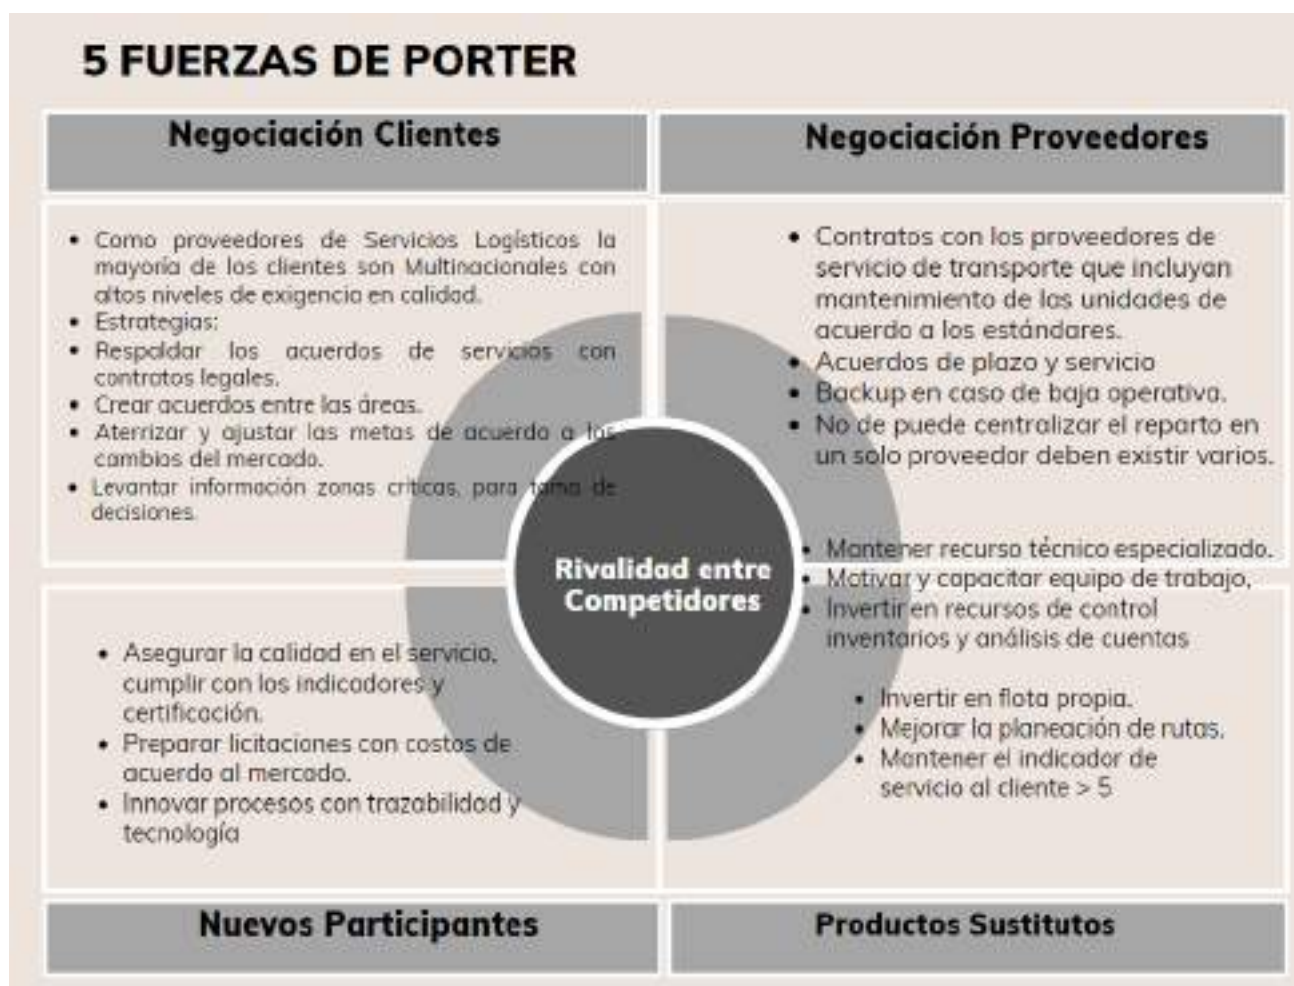 5 FUERZAS DE PORTER
Negociación Clientes
• Como proveedores de Servicios Logísticos la
mayoría de los clientes son Multinacionales con
altos niveles de exigencia en calidad.
• Estrategias:
• Respaldar los acuerdos de servicios con
contratos legales.
• Crear acuerdos entre las áreas.
• Aterrizar y ajustar las metas de acuerdo a los
cambios del mercado.
• Levantar información zonas críticas, para toma de
decisiones.
Negociación Proveedores
• Contratos con los proveedores de
servicio de transporte que incluyan
mantenimiento de las unidades de
acuerdo a los estándares.
• Acuerdos de plazo y servicio
• Backup en caso de baja operativa.
• No de puede centralizar el reparto en
un solo proveedor deben existir varios.
Rivalidad entre
Competidores
• Mantener recurso técnico especializado.
• Motivar y capacitar equipo de trabajo,
• Invertir en recursos de control
inventarios y análisis de cuentas
• Asegurar la calidad en el servicio,
cumplir con los indicadores y
certificación.
• Preparar licitaciones con costos de
acuerdo al mercado.
• Innovar procesos con trazabilidad y
tecnología
Nuevos Participantes
• Invertir en flota propia.
• Mejorar la planeación de rutas.
• Mantener el indicador de
servicio al cliente > 5
Productos Sustitutos